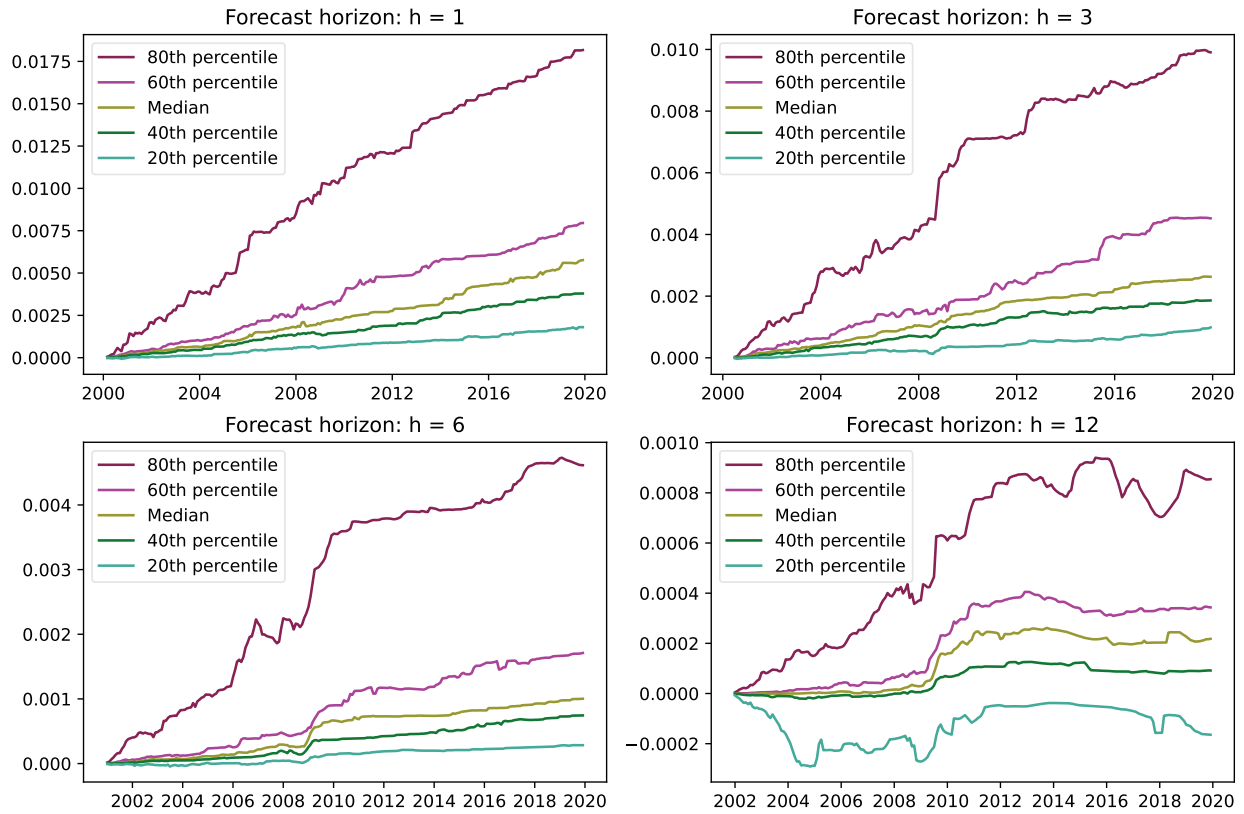 Forecast horizon: h = 1
80th percentile
60th percentile
Median
40th percentile
20th percentile
0.0175
0.0150
0.0125
0.0100
0.0075
0.0050
0.0025
0.0000
2000 2004 2008 2012 2016 2020
Forecast horizon: h = 3
80th percentile
60th percentile
Median
40th percentile
20th percentile
0.010
0.008
0.006
0.004
0.002
0.000
2000 2004 2008 2012 2016 2020
Forecast horizon: h = 6
80th percentile
60th percentile
Median
40th percentile
20th percentile
0.004
0.003
0.002
0.001
0.000
2002 2004 2006 2008 2010 2012 2014 2016 2018 2020
Forecast horizon: h = 12
80th percentile
60th percentile
Median
40th percentile
20th percentile
0.0010
0.0008
0.0006
0.0004
0.0002
0.0000
−0.0002
2002 2004 2006 2008 2010 2012 2014 2016 2018 2020